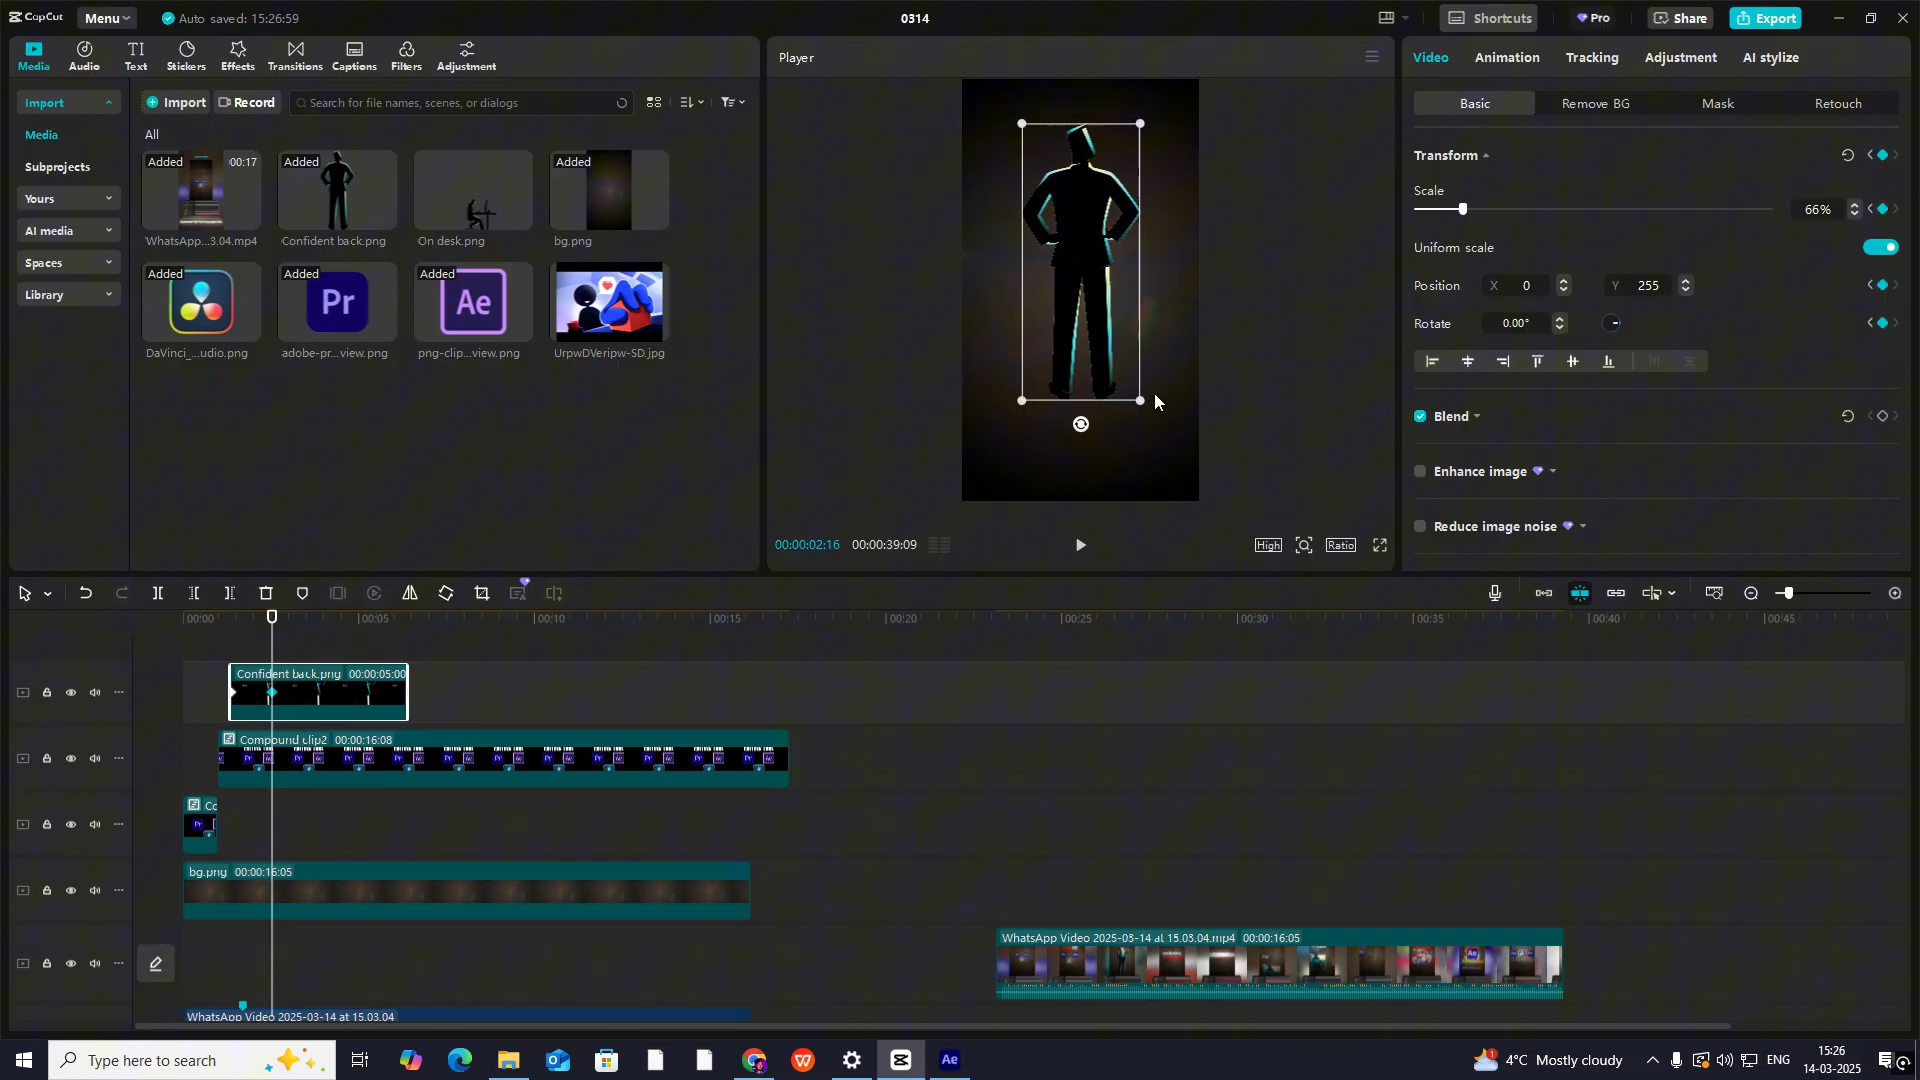 CapCut
Menu
Auto saved: 15:26:59
0314
Shortcuts
Pro
Share
Export
Media
Audio
Text
Stickers
Effects
Transitions
Captions
Filters
Adjustment
Import
Media
Subprojects
Yours
AI media
Spaces
Library
Import
Record
Search for file names, scenes, or dialogs
All
Added 00:17
Added
Added
WhatsApp...3.04.mp4
Confident back.png
On desk.png
bg.png
Added
Added
Added
Pr
Ae
DaVinci_...udio.png
adobe-pr...view.png
png-clip...view.png
UrpwDVeripw-SD.jpg
Player
00:00:02:16
00:00:39:09
High
Ratio
Video
Animation
Tracking
Adjustment
AI stylize
Basic
Remove BG
Mask
Retouch
Transform
Scale
66%
Uniform scale
Position
X 0
Y 255
Rotate
0.00°
Blend
Enhance image
Reduce image noise
00:00
00:05
00:10
00:15
00:20
00:25
00:30
00:35
00:40
00:45
Confident back.png 00:00:05:00
Compound clip2 00:00:16:08
Co
bg.png 00:00:16:05
WhatsApp Video 2025-03-14 at 15.03.04.mp4 00:00:16:05
WhatsApp Video 2025-03-14 at 15.03.04
Type here to search
Ae
1
4°C Mostly cloudy
ENG
15:26
14-03-2025